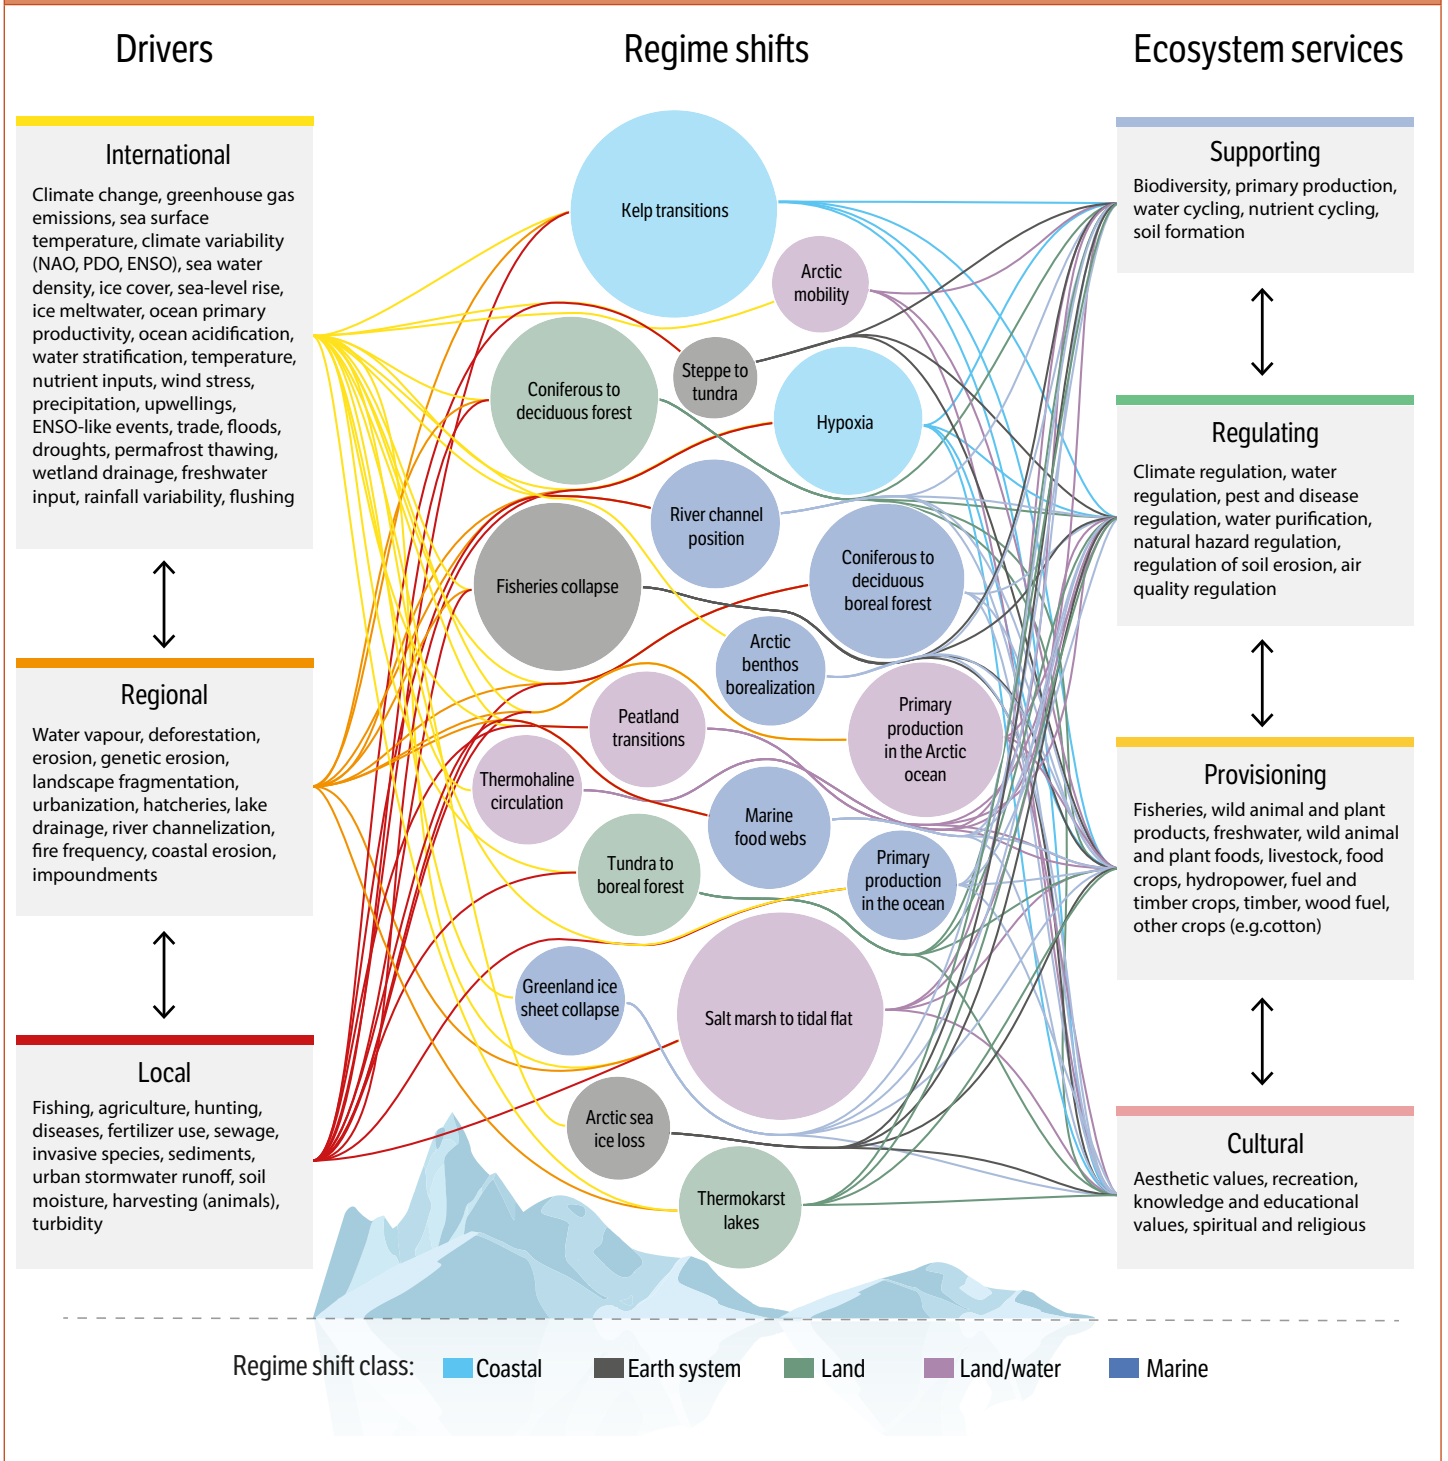 Drivers
Regime shifts
Ecosystem services
International
Climate change, greenhouse gas
emissions, sea surface
temperature, climate variability
(NAO, PDO, ENSO), sea water
density, ice cover, sea-level rise,
ice meltwater, ocean primary
productivity, ocean acidification,
water stratification, temperature,
nutrient inputs, wind stress,
precipitation, upwellings,
ENSO-like events, trade, floods,
droughts, permafrost thawing,
wetland drainage, freshwater
input, rainfall variability, flushing
Regional
Water vapour, deforestation,
erosion, genetic erosion,
landscape fragmentation,
urbanization, hatcheries, lake
drainage, river channelization,
fire frequency, coastal erosion,
impoundments
Local
Fishing, agriculture, hunting,
diseases, fertilizer use, sewage,
invasive species, sediments,
urban stormwater runoff, soil
moisture, harvesting (animals),
turbidity
Kelp transitions
Arctic
mobility
Steppe to
tundra
Coniferous to
deciduous forest
Hypoxia
River channel
position
Coniferous to
deciduous
boreal forest
Fisheries collapse
Arctic
benthos
borealization
Peatland
transitions
Primary
production
in the Arctic
ocean
Thermohaline
circulation
Marine
food webs
Tundra to
boreal forest
Primary
production
in the ocean
Greenland ice
sheet collapse
Salt marsh to tidal flat
Arctic sea
ice loss
Thermokarst
lakes
Supporting
Biodiversity, primary production,
water cycling, nutrient cycling,
soil formation
Regulating
Climate regulation, water
regulation, pest and disease
regulation, water purification,
natural hazard regulation,
regulation of soil erosion, air
quality regulation
Provisioning
Fisheries, wild animal and plant
products, freshwater, wild animal
and plant foods, livestock, food
crops, hydropower, fuel and
timber crops, timber, wood fuel,
other crops (e.g.cotton)
Cultural
Aesthetic values, recreation,
knowledge and educational
values, spiritual and religious
Regime shift class: Coastal Earth system Land Land/water Marine